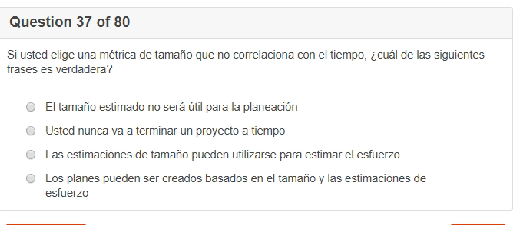 Question 37 of 80
Si usted elige una métrica de tamaño que no correlaciona con el tiempo, ¿cuál de las siguientes
frases es verdadera?
El tamaño estimado no será útil para la planeación
Usted nunca va a terminar un proyecto a tiempo
Las estimaciones de tamaño pueden utilizarse para estimar el esfuerzo
Los planes pueden ser creados basados en el tamaño y las estimaciones de
esfuerzo